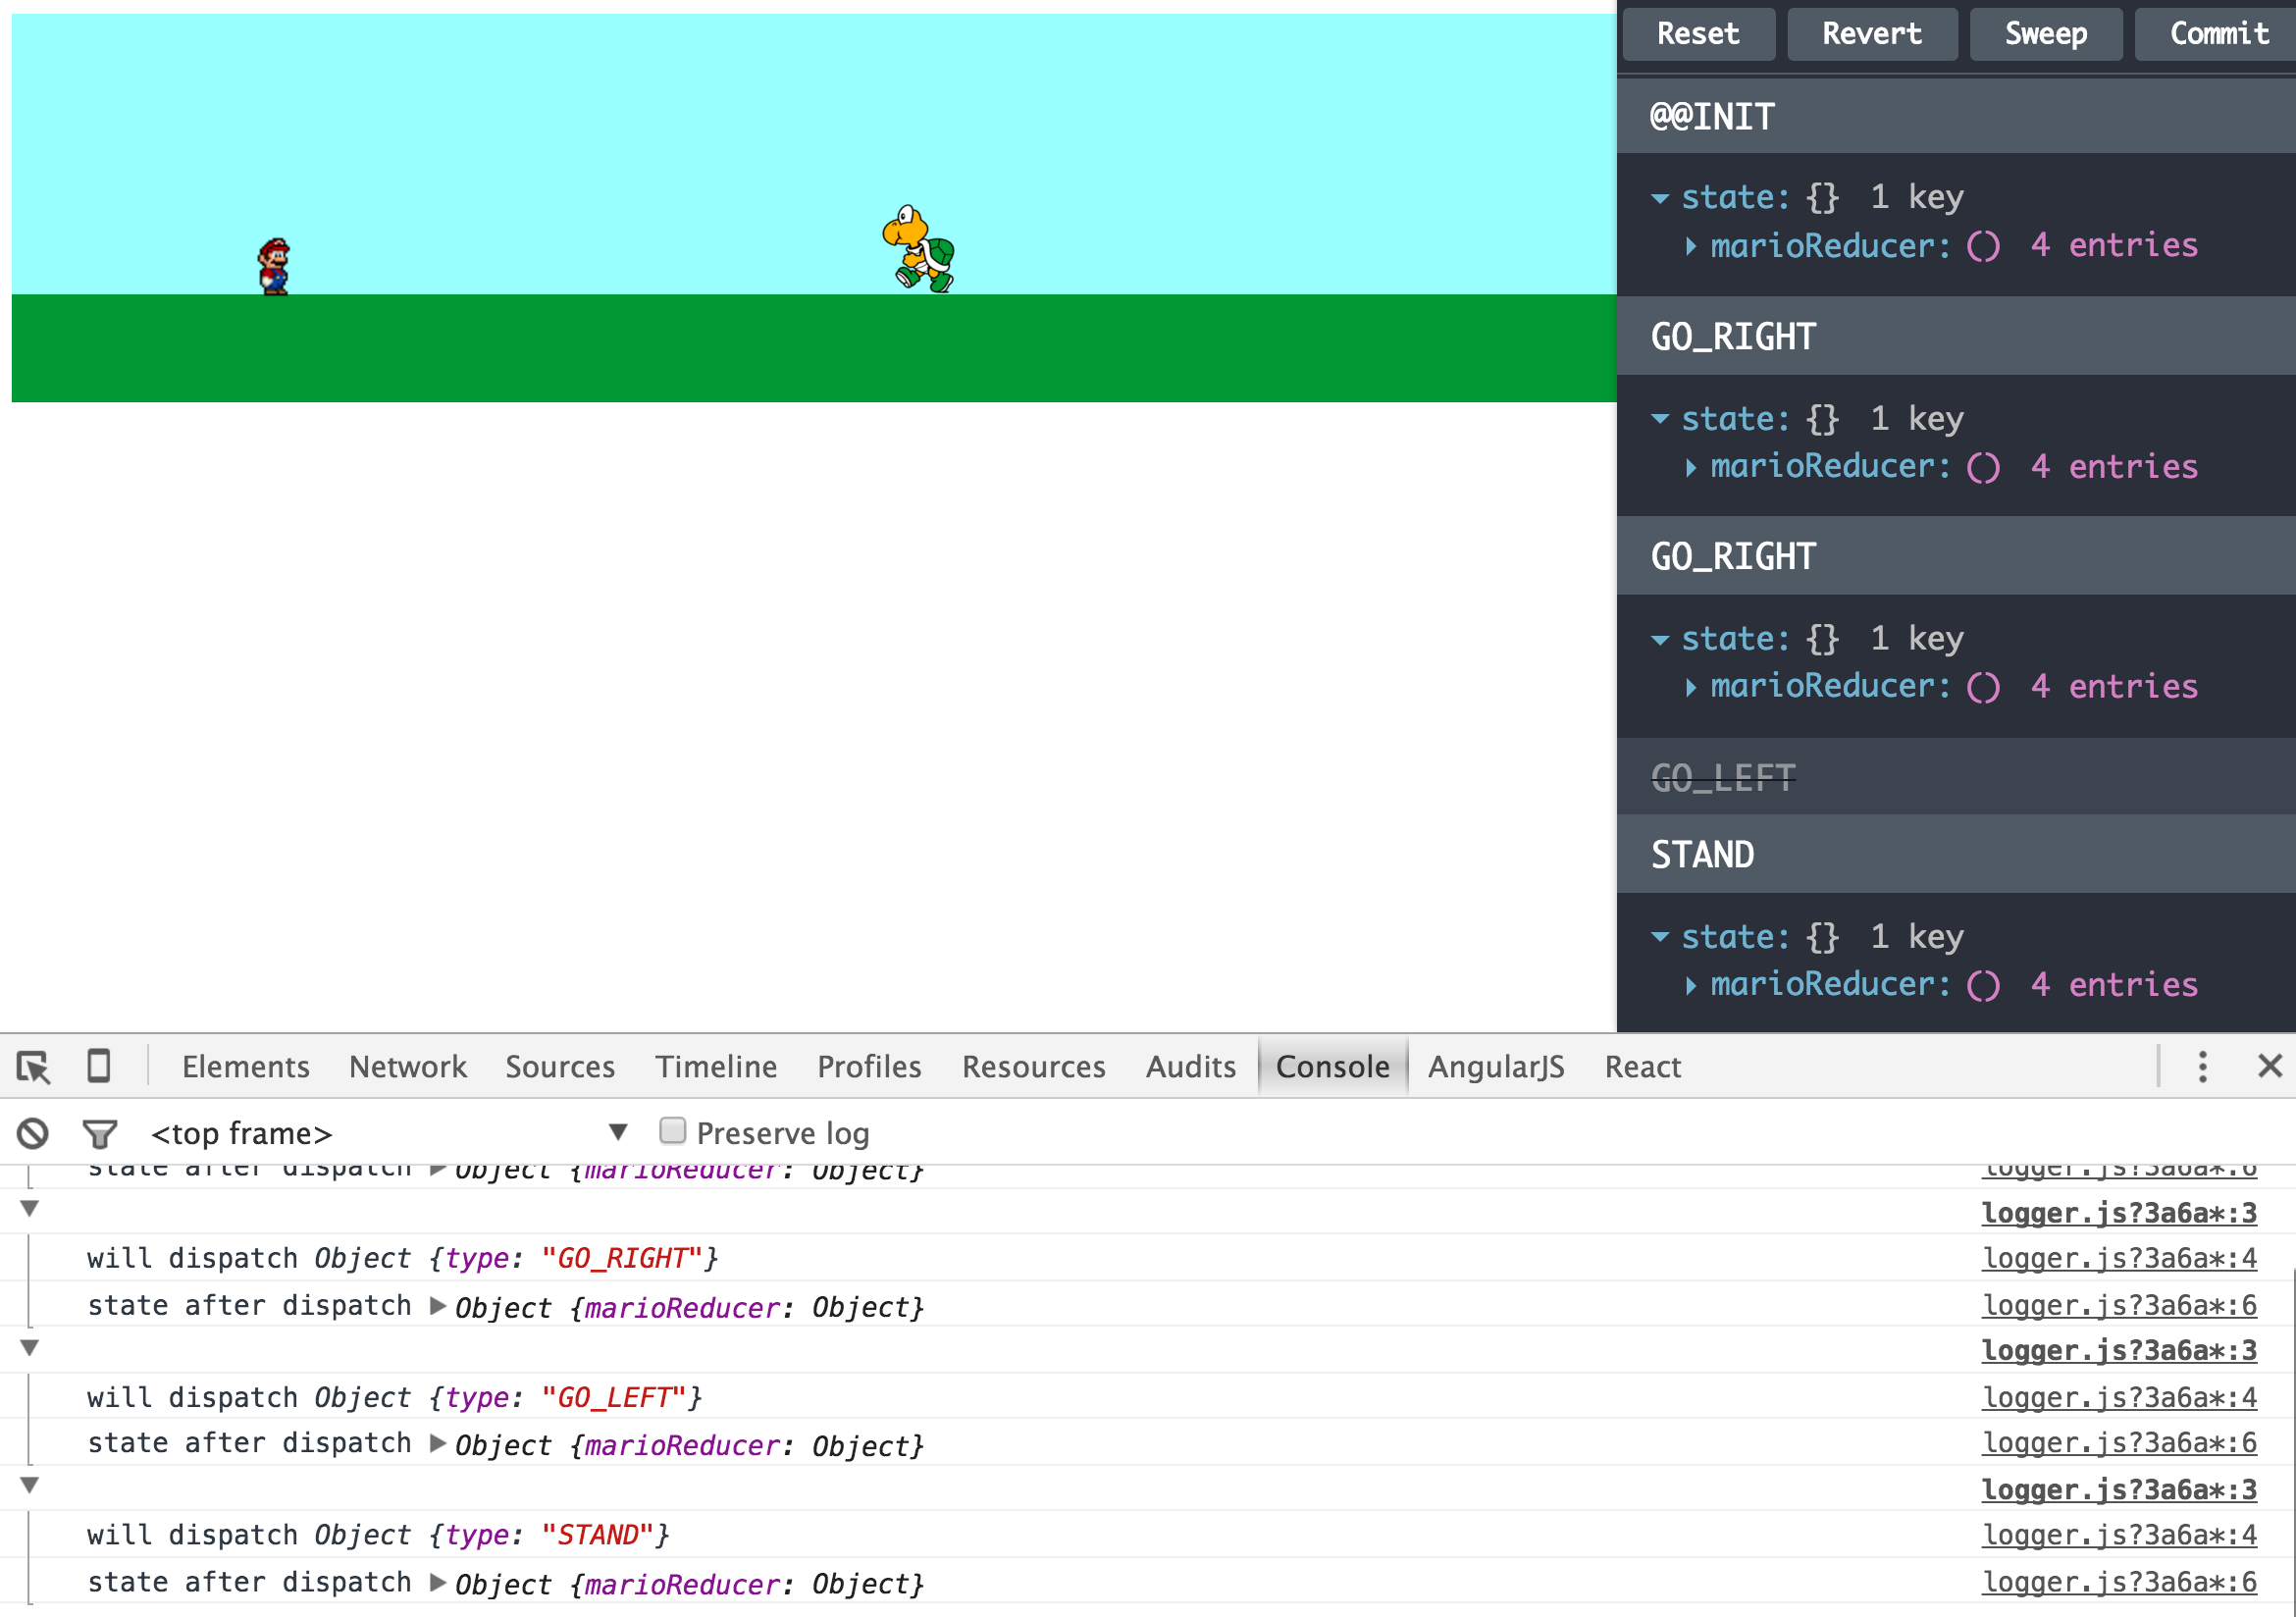 Reset Revert Sweep Commit
@@INIT
state: {} 1 key
marioReducer: () 4 entries
GO_RIGHT
state: {} 1 key
marioReducer: () 4 entries
GO_RIGHT
state: {} 1 key
marioReducer: () 4 entries
GO_LEFT
STAND
state: {} 1 key
marioReducer: () 4 entries
Elements Network Sources Timeline Profiles Resources Audits Console AngularJS React
<top frame> Preserve log
state after dispatch Object {marioReducer: Object} logger.js?3a6a*:6
logger.js?3a6a*:3
will dispatch Object {type: "GO_RIGHT"} logger.js?3a6a*:4
state after dispatch Object {marioReducer: Object} logger.js?3a6a*:6
logger.js?3a6a*:3
will dispatch Object {type: "GO_LEFT"} logger.js?3a6a*:4
state after dispatch Object {marioReducer: Object} logger.js?3a6a*:6
logger.js?3a6a*:3
will dispatch Object {type: "STAND"} logger.js?3a6a*:4
state after dispatch Object {marioReducer: Object} logger.js?3a6a*:6